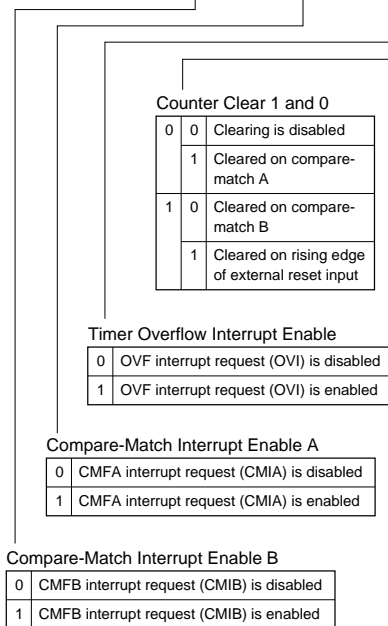 Counter Clear 1 and 0
0 0 Clearing is disabled
1 Cleared on compare-
match A
1 0 Cleared on compare-
match B
1 Cleared on rising edge
of external reset input
Timer Overflow Interrupt Enable
0 OVF interrupt request (OVI) is disabled
1 OVF interrupt request (OVI) is enabled
Compare-Match Interrupt Enable A
0 CMFA interrupt request (CMIA) is disabled
1 CMFA interrupt request (CMIA) is enabled
Compare-Match Interrupt Enable B
0 CMFB interrupt request (CMIB) is disabled
1 CMFB interrupt request (CMIB) is enabled